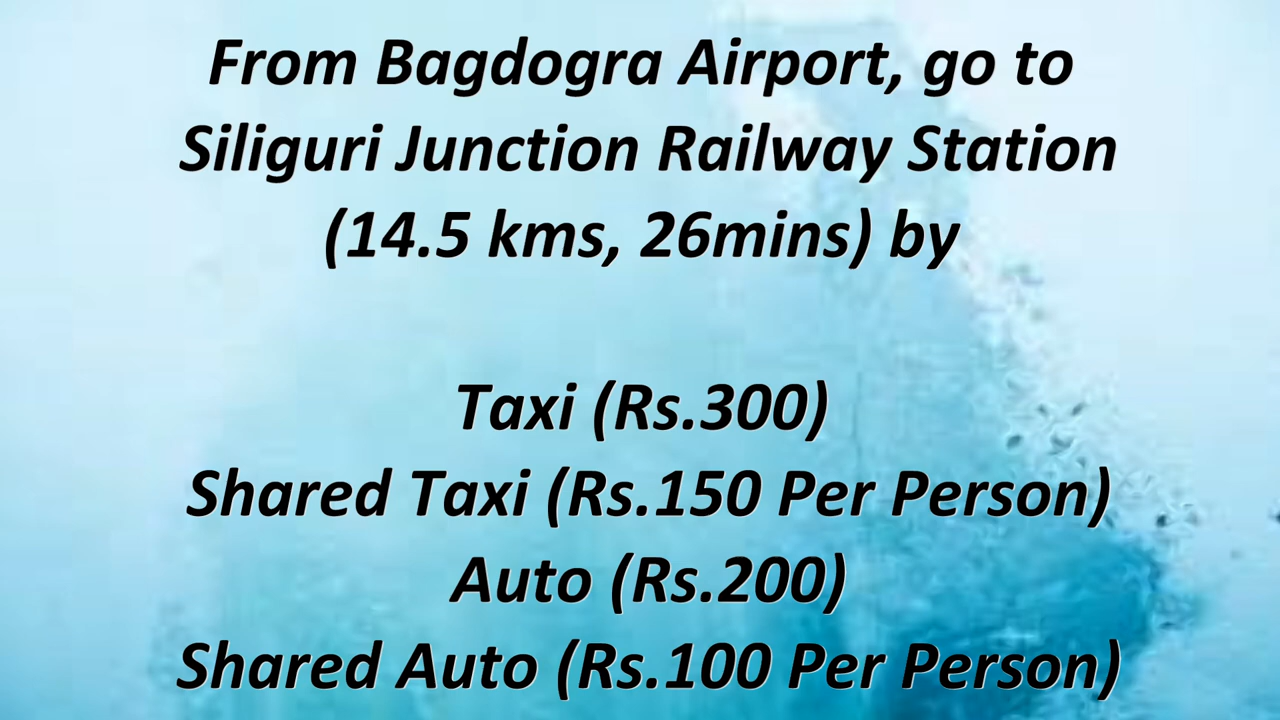 From Bagdogra Airport, go to
Siliguri Junction Railway Station
(14.5 kms, 26mins) by
Taxi (Rs.300)
Shared Taxi (Rs.150 Per Person)
Auto (Rs.200)
Shared Auto (Rs.100 Per Person)